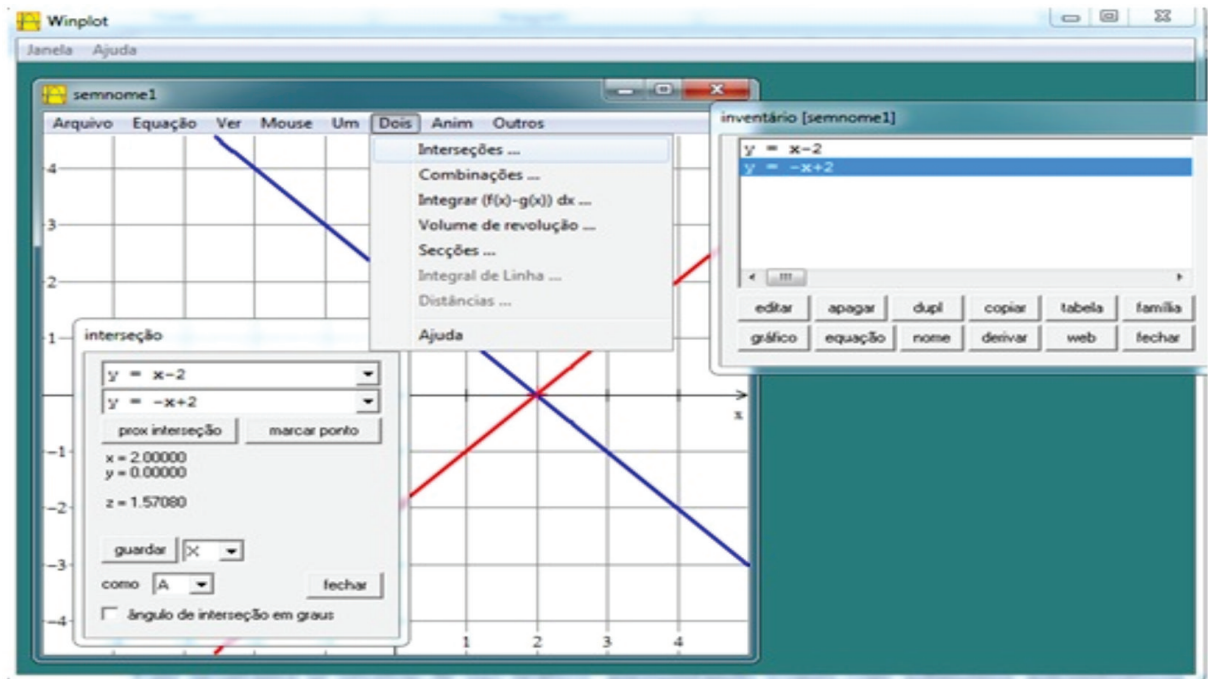 Winplot
Janela Ajuda
semnome1
Arquivo Equação Ver Mouse Um Dois Anim Outros
Interseções ...
Combinações ...
Integrar (f(x)-g(x)) dx ...
Volume de revolução ...
Secções ...
Integral de Linha ...
Distâncias ...
Ajuda
4
3
2
1
-1
-2
-3
-4
1 2 3 4
x
interseção
y = x-2
y = -x+2
prox interseção marcar ponto
x = 2.00000
y = 0.00000
z = 1.57080
guardar X
como A fechar
ângulo de interseção em graus
inventário [semnome1]
y = x-2
y = -x+2
editar apagar dupl copiar tabela família
gráfico equação nome derivar web fechar